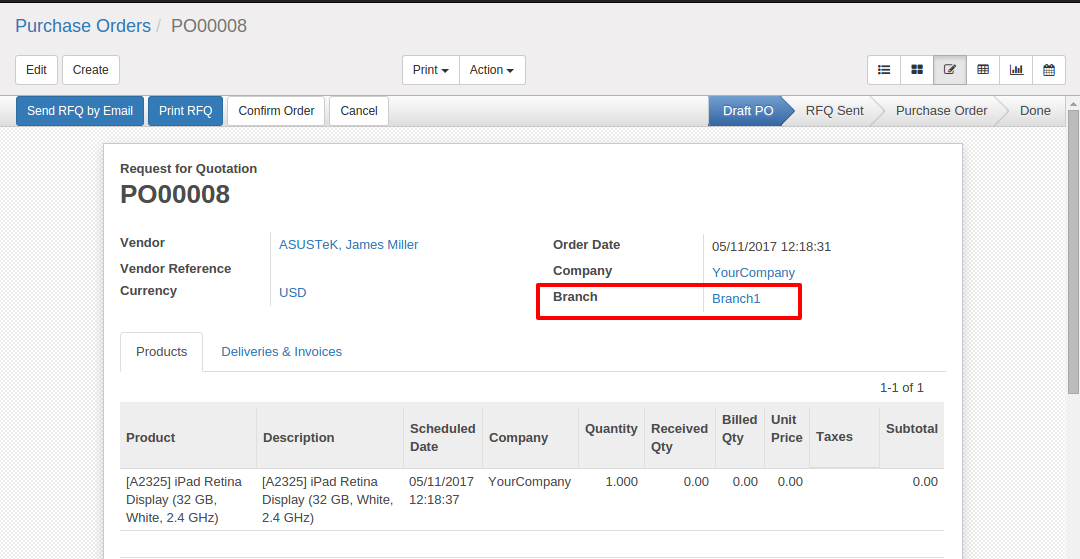 Purchase Orders / PO00008
Edit Create Print Action
Send RFQ by Email Print RFQ Confirm Order Cancel Draft PO RFQ Sent Purchase Order Done
Request for Quotation
PO00008
Vendor ASUSTeK, James Miller
Vendor Reference
Currency USD
Order Date 05/11/2017 12:18:31
Company YourCompany
Branch Branch1
Products Deliveries & Invoices
1-1 of 1
Product Description Scheduled Date Company Quantity Received Qty Billed Qty Unit Price Taxes Subtotal
[A2325] iPad Retina [A2325] iPad Retina 05/11/2017 YourCompany 1.000 0.00 0.00 0.00 0.00
Display (32 GB, Display (32 GB, White, 12:18:37
White, 2.4 GHz) 2.4 GHz)